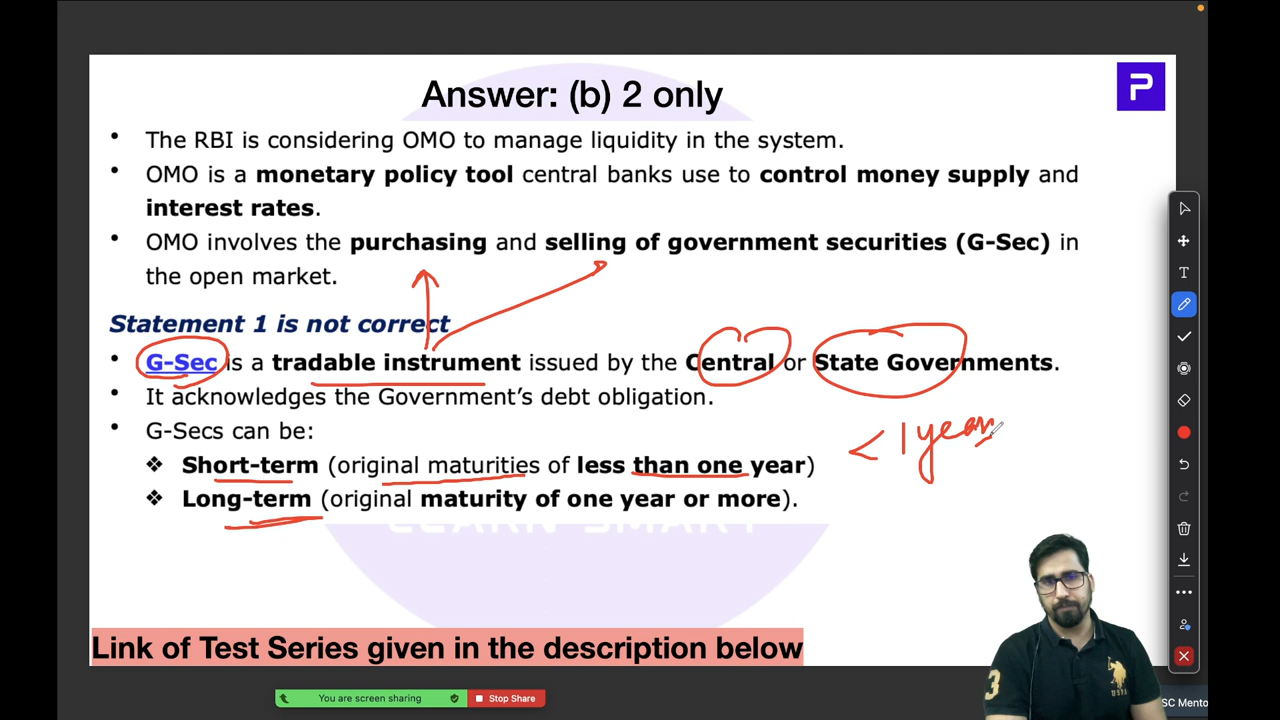 Answer: (b) 2 only
P
• The RBI is considering OMO to manage liquidity in the system.
• OMO is a monetary policy tool central banks use to control money supply and
interest rates.
• OMO involves the purchasing and selling of government securities (G-Sec) in
the open market.
Statement 1 is not correct
• G-Sec is a tradable instrument issued by the Central or State Governments.
• It acknowledges the Government's debt obligation.
• G-Secs can be:
< 1 year
❖ Short-term (original maturities of less than one year)
❖ Long-term (original maturity of one year or more).
LEARN SMART
T
3
U.S. P.A.
Link of Test Series given in the description below
You are screen sharing
Stop Share
SC Mento